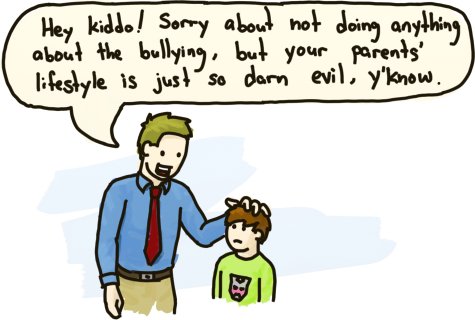 Hey kiddo! Sorry about not doing anything
about the bullying, but your parents'
lifestyle is just so darn evil, y'know.